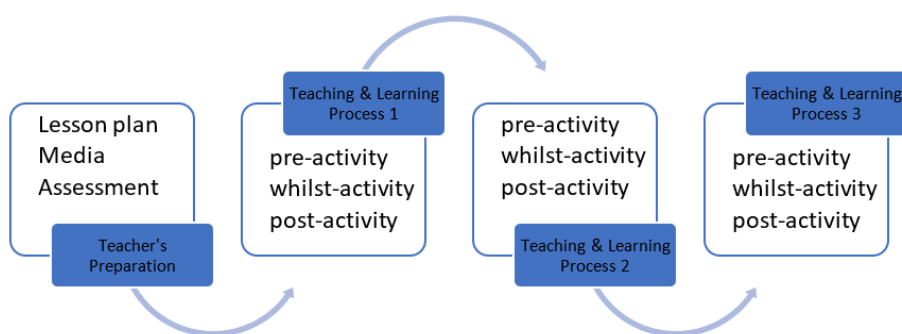 Lesson plan
Media
Assessment
Teacher's
Preparation
Teaching & Learning
Process 1
pre-activity
whilst-activity
post-activity
pre-activity
whilst-activity
post-activity
Teaching & Learning
Process 2
Teaching & Learning
Process 3
pre-activity
whilst-activity
post-activity